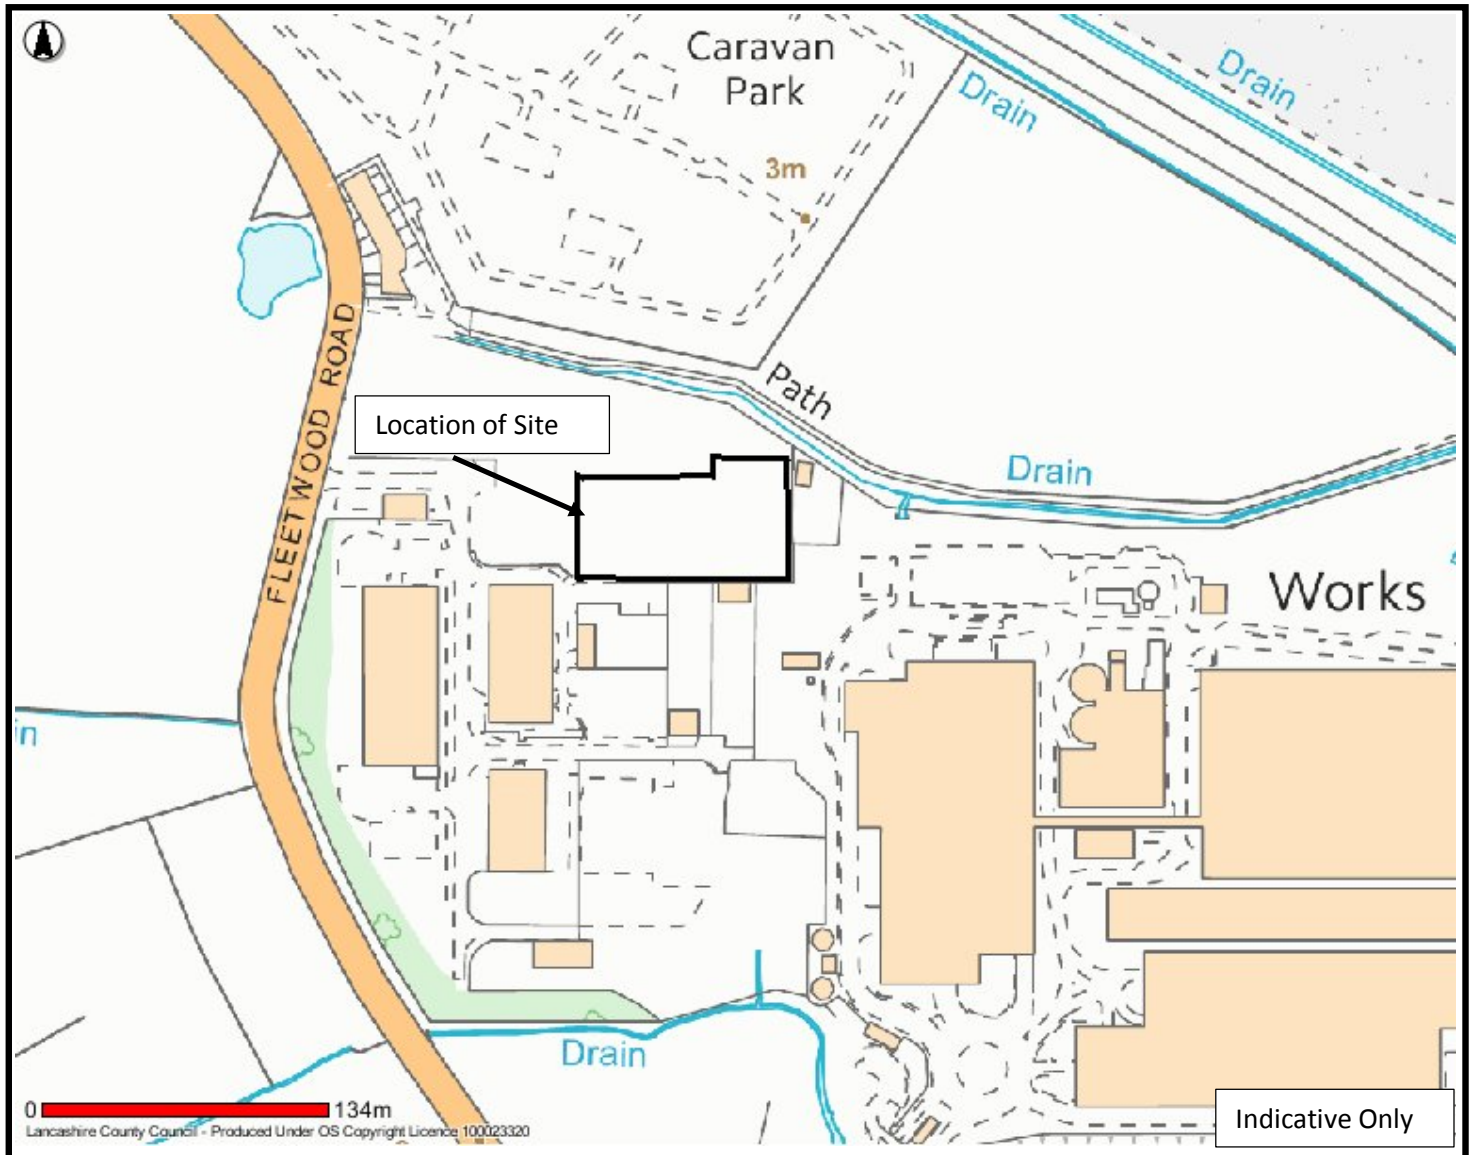 Caravan
Park
Drain
Drain
3m
FLEETWOOD ROAD
Path
Location of Site
Drain
Works
in
Drain
0 134m
Lancashire County Council - Produced Under OS Copyright Licence 100023320
Indicative Only